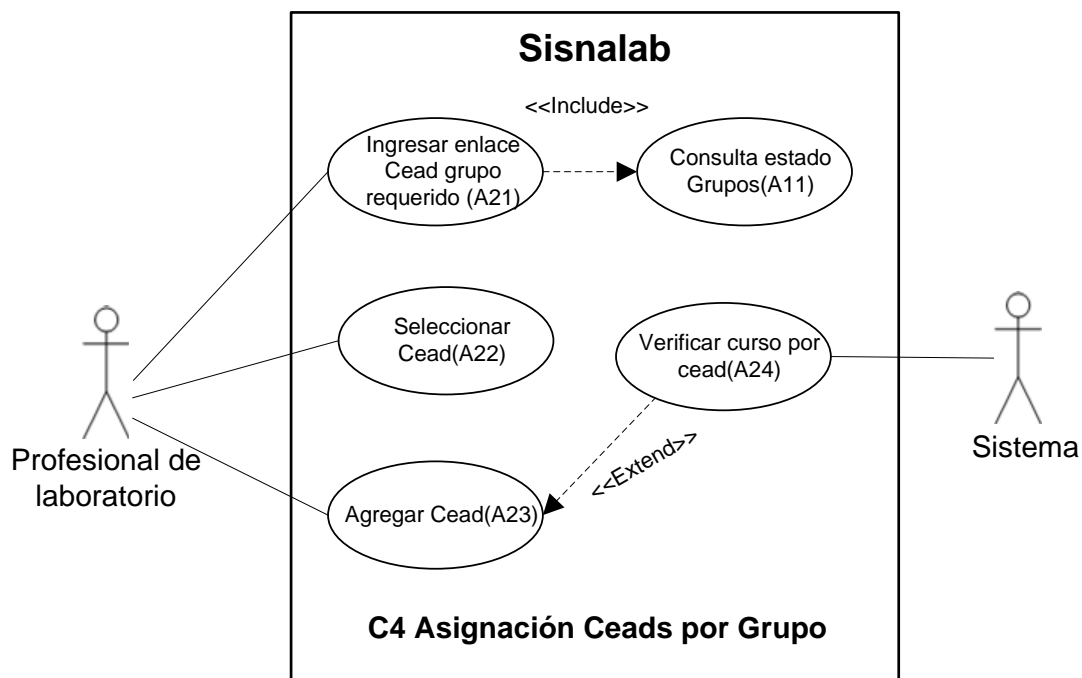 Sisnalab
<<Include>>
Ingresar enlace
Cead grupo
requerido (A21)
Consulta estado
Grupos(A11)
Seleccionar
Cead(A22)
Verificar curso por
cead(A24)
Profesional de
laboratorio
Sistema
<<Extend>>
Agregar Cead(A23)
C4 Asignación Ceads por Grupo